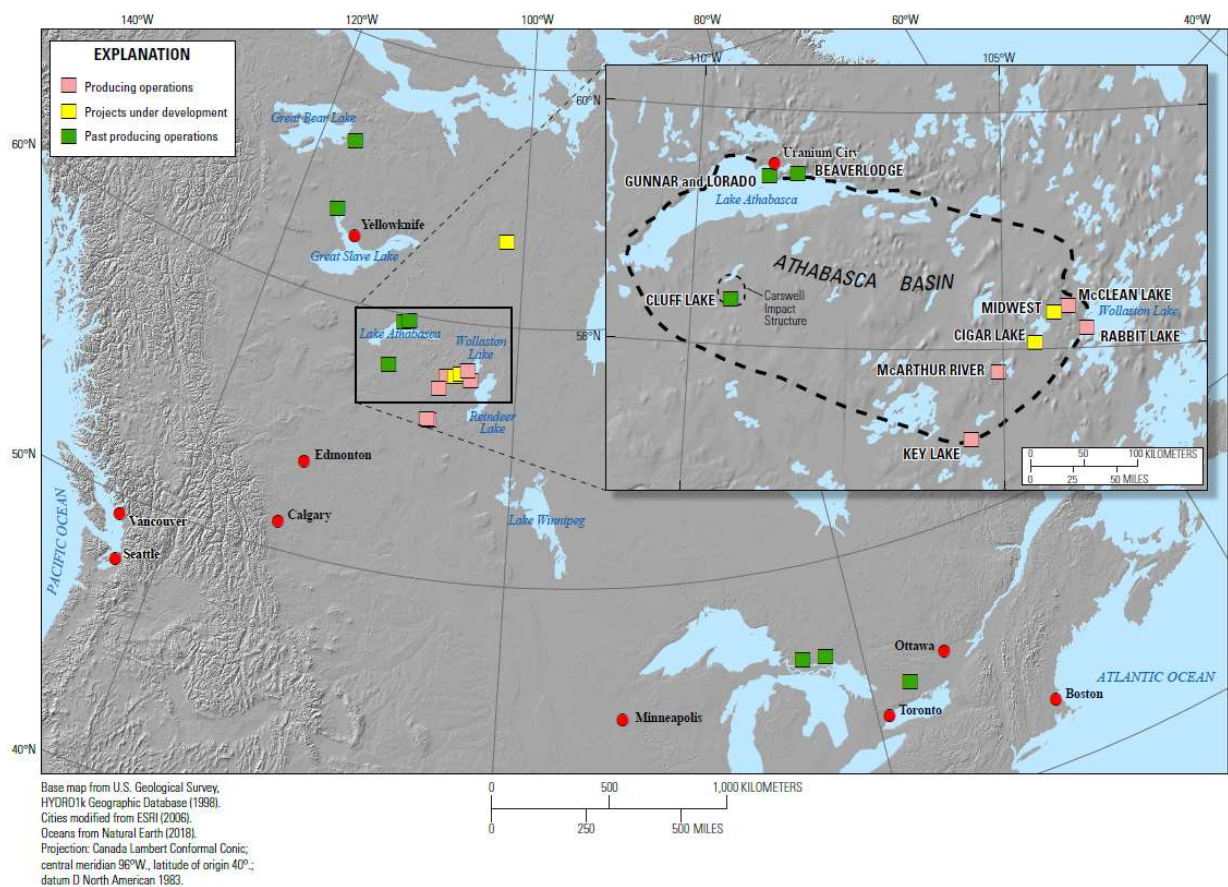 140°W
120°W
100°W
80°W
60°W
40°W
EXPLANATION
Producing operations
Projects under development
Past producing operations
60°N
50°N
40°N
Great Bear Lake
Yellowknife
Great Slave Lake
Lake Athabasca
Wollaston
Lake
Reindeer
Lake
Edmonton
Calgary
Vancouver
Seattle
PACIFIC OCEAN
Lake Winnipeg
Minneapolis
Ottawa
Toronto
Boston
ATLANTIC OCEAN
110°W
105°W
60°N
58°N
Uranium City
BEAVERLODGE
GUNNAR and LORADO
Lake Athabasca
ATHABASCA BASIN
CLUFF LAKE
Carswell
Impact
Structure
McCLEAN LAKE
MIDWEST
Wollaston Lake
CIGAR LAKE
RABBIT LAKE
McARTHUR RIVER
KEY LAKE
0 50 100 KILOMETERS
0 25 50 MILES
0 500 1,000 KILOMETERS
0 250 500 MILES
Base map from U.S. Geological Survey,
HYDRO1k Geographic Database (1998).
Cities modified from ESRI (2006).
Oceans from Natural Earth (2018).
Projection: Canada Lambert Conformal Conic;
central meridian 96°W., latitude of origin 40°.;
datum D North American 1983.